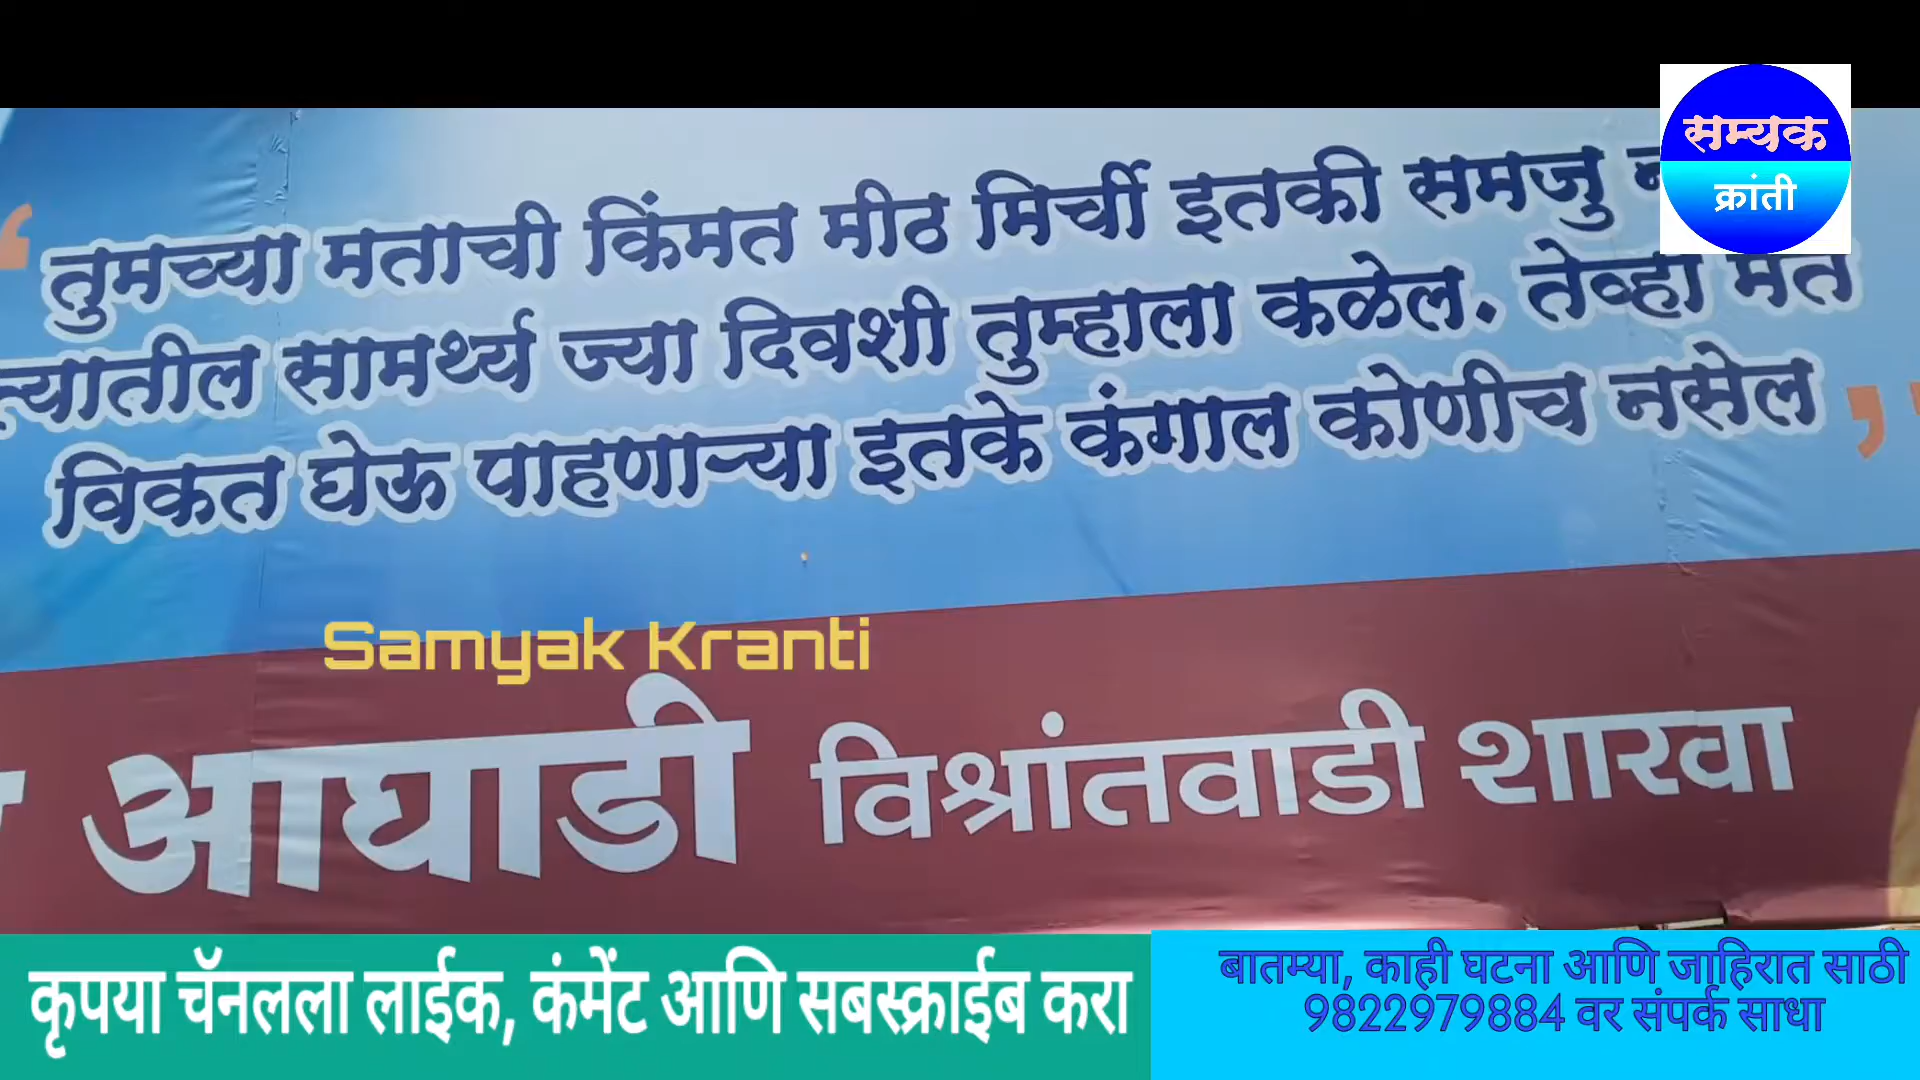 सम्यक
क्रांती
तुमच्या मताची किंमत मीठ मिर्ची इतकी समजु
सामर्थ्य ज्या दिवशी तुम्हाला कळेल. तेव्हा मत
विकत घेऊ पाहणाऱ्या इतके कंगाल कोणीच नसेल
Samyak Kranti
आघाडी विश्रांतवाडी शाखा
कृपया चॅनलला लाईक, कंमेंट आणि सबस्क्राईब करा
बातम्या, काही घटना आणि जाहिरात साठी
9822979884 वर संपर्क साधा